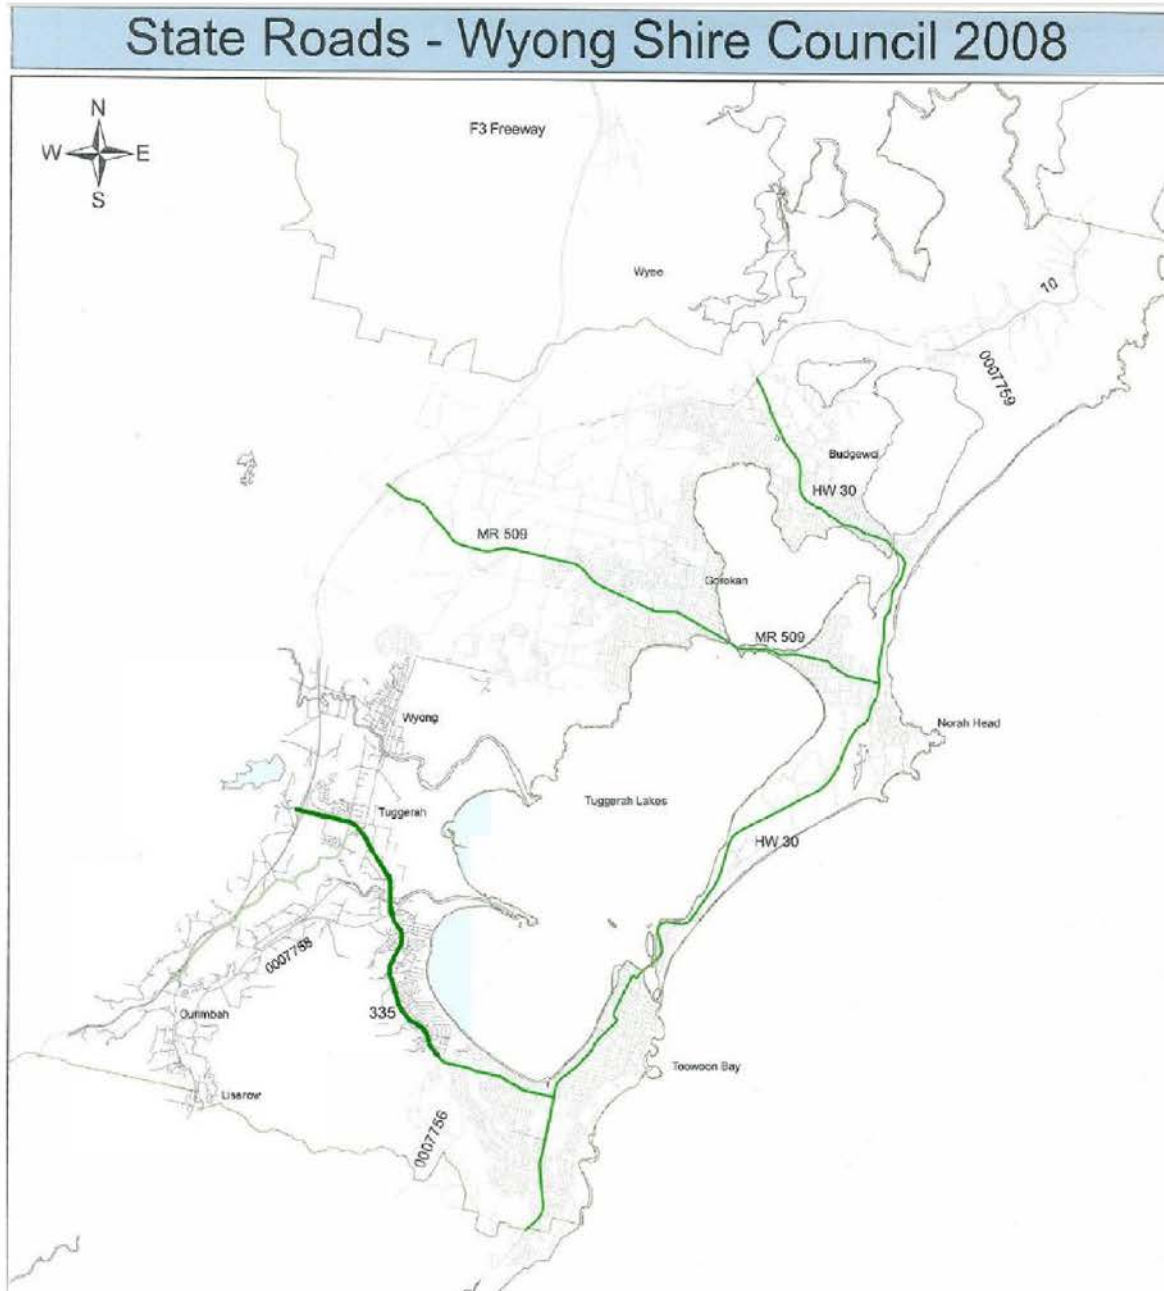 State Roads - Wyong Shire Council 2008
N
W E
S
F3 Freeway
Wyee
10
0007759
Budgewoi
HW 30
MR 509
Gorokan
MR 509
Wyong
Norah Head
Tuggerah Lakes
Tuggerah
HW 30
0007758
335
Ourimbah
Toowoon Bay
Lisarow
0007756